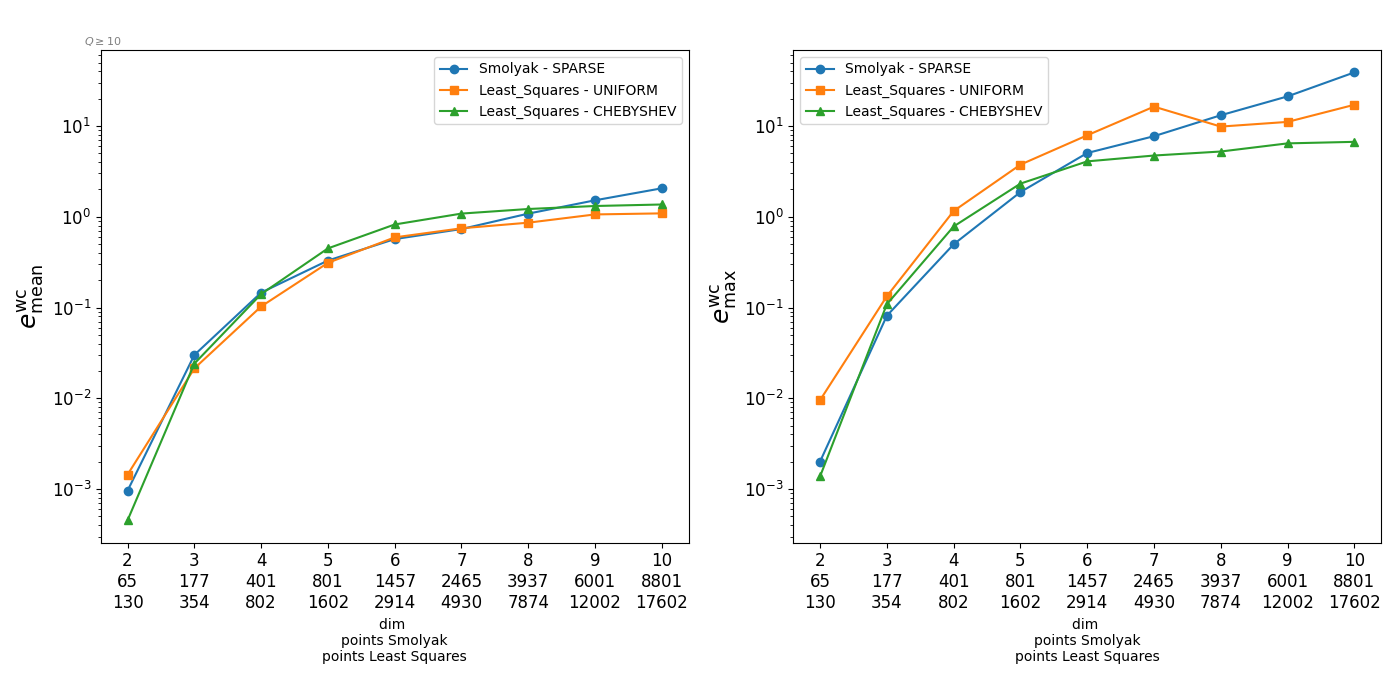 Q ≥ 10
Smolyak - SPARSE
Least_Squares - UNIFORM
Least_Squares - CHEBYSHEV
10¹
10⁰
10⁻¹
10⁻²
10⁻³
e^wc_mean
2 3 4 5 6 7 8 9 10
65 177 401 801 1457 2465 3937 6001 8801
130 354 802 1602 2914 4930 7874 12002 17602
dim
points Smolyak
points Least Squares
Smolyak - SPARSE
Least_Squares - UNIFORM
Least_Squares - CHEBYSHEV
10¹
10⁰
10⁻¹
10⁻²
10⁻³
e^wc_max
2 3 4 5 6 7 8 9 10
65 177 401 801 1457 2465 3937 6001 8801
130 354 802 1602 2914 4930 7874 12002 17602
dim
points Smolyak
points Least Squares